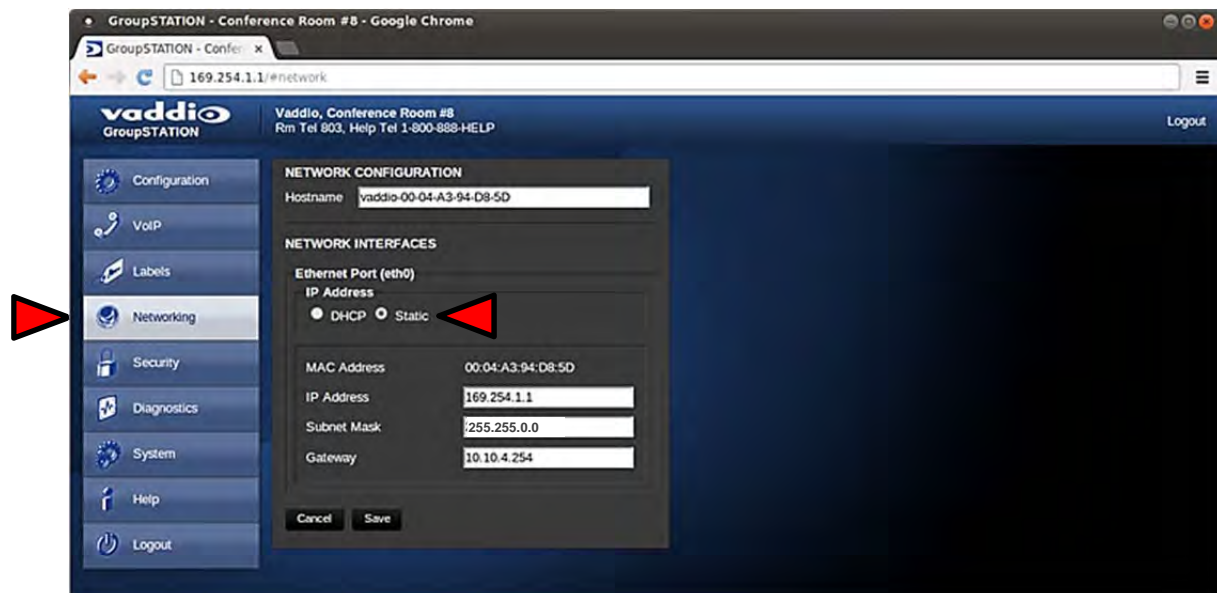 GroupSTATION - Conference Room #8 - Google Chrome
GroupSTATION - Confer x
169.254.1.1/#network
vaddio
GroupSTATION
Vaddio, Conference Room #8
Rm Tel 803, Help Tel 1-800-888-HELP
Logout
Configuration
VoIP
Labels
Networking
Security
Diagnostics
System
Help
Logout
NETWORK CONFIGURATION
Hostname vaddio-00-04-A3-94-D8-5D
NETWORK INTERFACES
Ethernet Port (eth0)
IP Address
DHCP Static
MAC Address 00:04:A3:94:D8:5D
IP Address 169.254.1.1
Subnet Mask 255.255.0.0
Gateway 10.10.4.254
Cancel Save